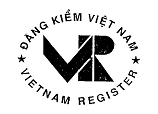 ĐĂNG KIỂM VIỆT NAM
VR
★ VIETNAM REGISTER ★